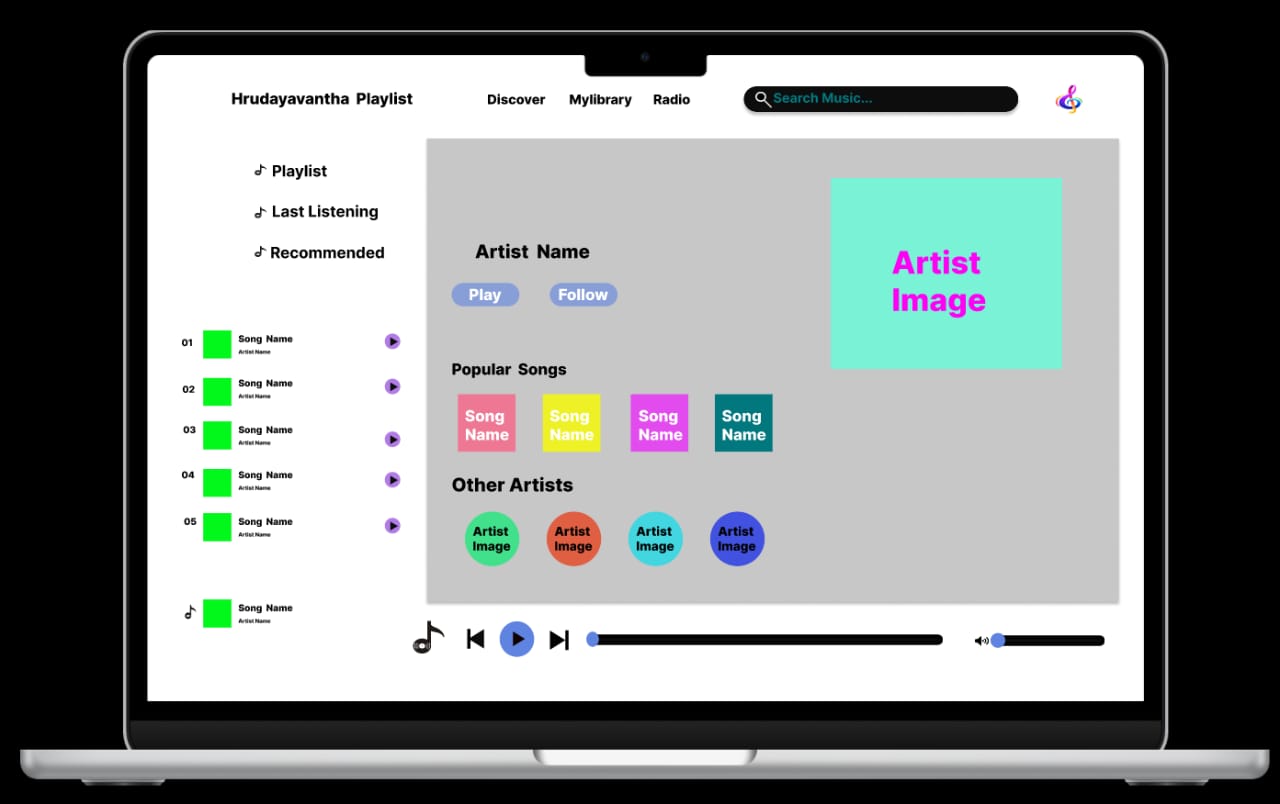 Hrudayavantha Playlist
Discover
Mylibrary
Radio
Search Music...
Playlist
Last Listening
Recommended
01
Song Name
Artist Name
02
Song Name
Artist Name
03
Song Name
Artist Name
04
Song Name
Artist Name
05
Song Name
Artist Name
Song Name
Artist Name
Artist Name
Play
Follow
Artist
Image
Popular Songs
Song
Name
Song
Name
Song
Name
Song
Name
Other Artists
Artist
Image
Artist
Image
Artist
Image
Artist
Image